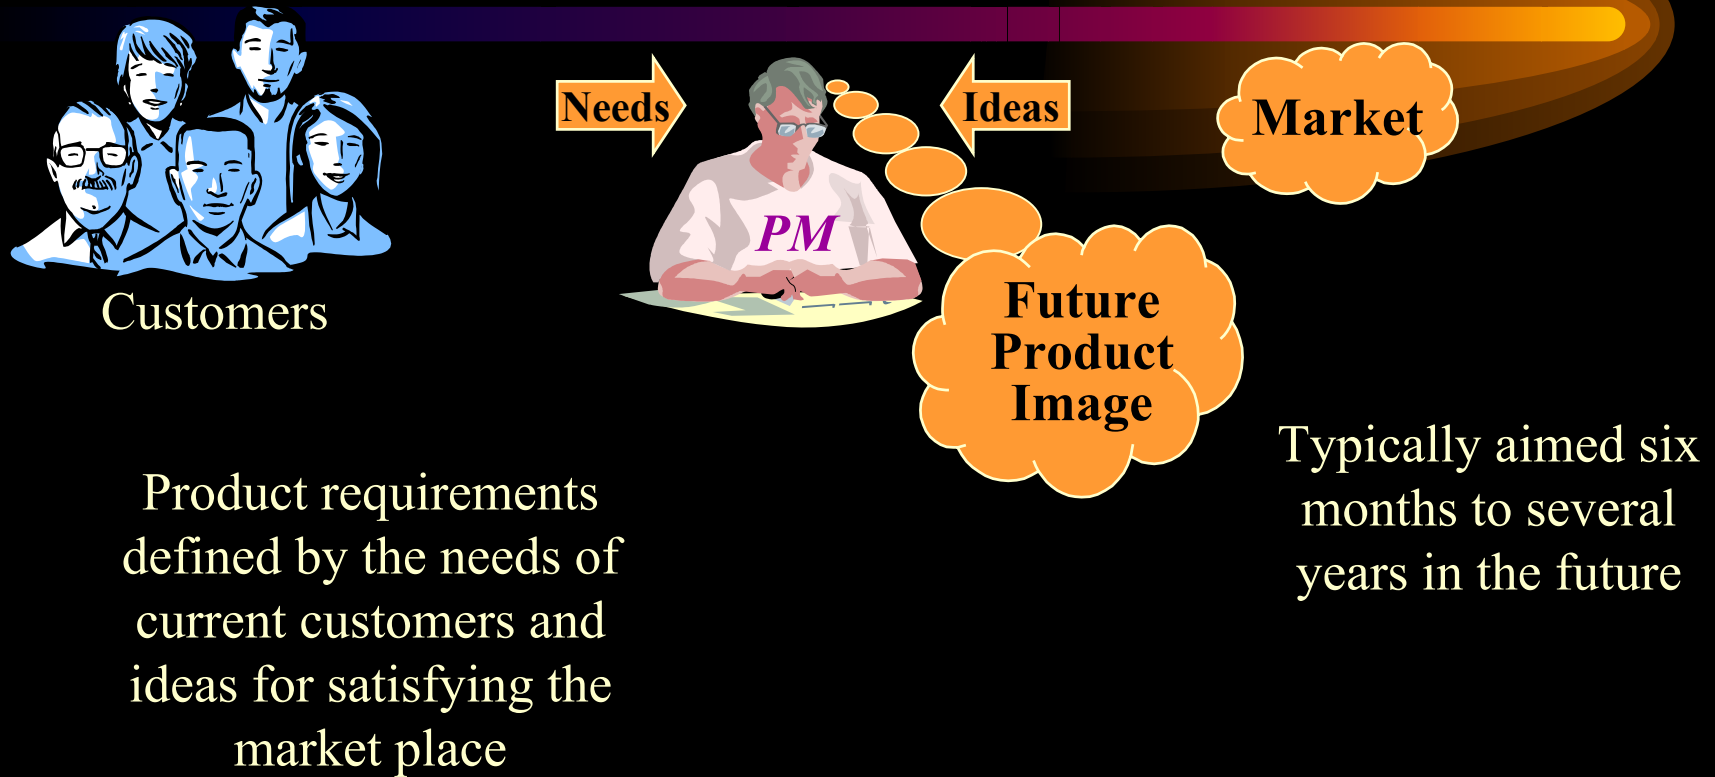 Needs
Ideas
Market
PM
Customers
Future
Product
Image
Product requirements
defined by the needs of
current customers and
ideas for satisfying the
market place
Typically aimed six
months to several
years in the future